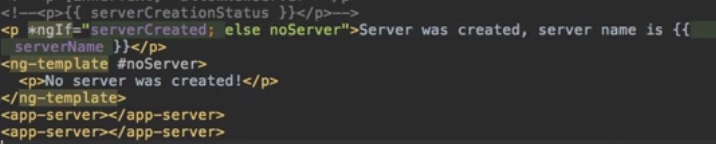 <!--<p>{{ serverCreationStatus }}</p>-->
<p *ngIf="serverCreated; else noServer">Server was created, server name is {{
serverName }}</p>
<ng-template #noServer>
<p>No server was created!</p>
</ng-template>
<app-server></app-server>
<app-server></app-server>